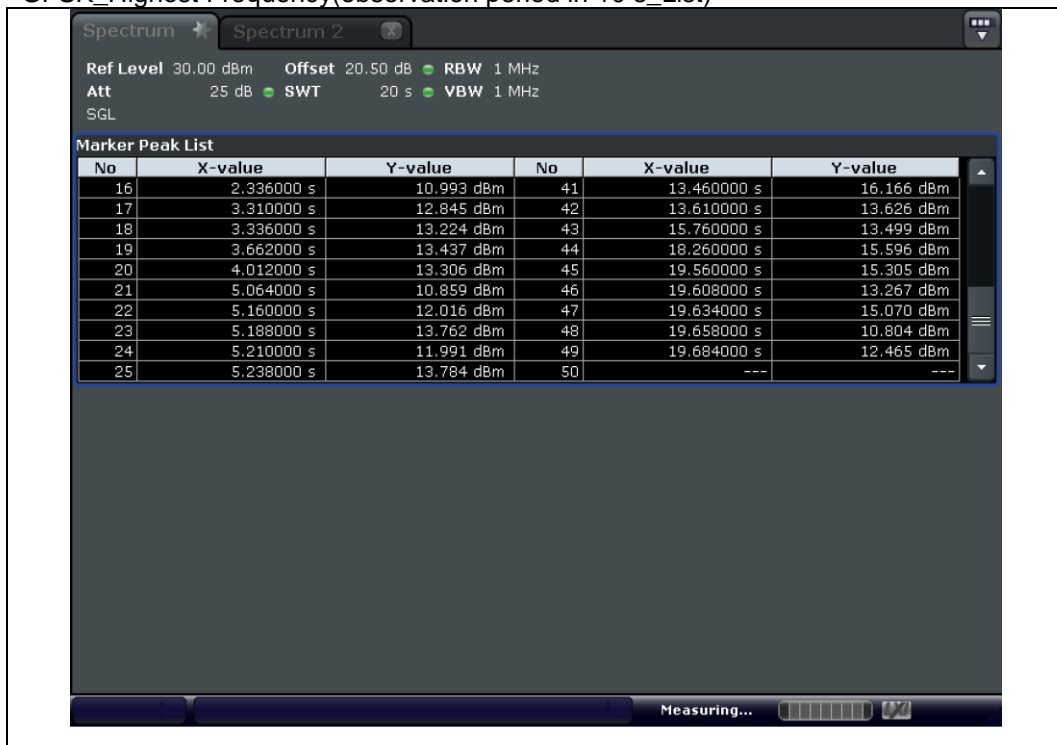 GFSK_Highest Frequency(observation period in 10 s_List)
Spectrum Spectrum 2 X
Ref Level 30.00 dBm Offset 20.50 dB RBW 1 MHz
Att 25 dB SWT 20 s VBW 1 MHz
SGL
Marker Peak List
No X-value Y-value No X-value Y-value
16 2.336000 s 10.993 dBm 41 13.460000 s 16.166 dBm
17 3.310000 s 12.845 dBm 42 13.610000 s 13.626 dBm
18 3.336000 s 13.224 dBm 43 15.760000 s 13.499 dBm
19 3.662000 s 13.437 dBm 44 18.260000 s 15.596 dBm
20 4.012000 s 13.306 dBm 45 19.560000 s 15.305 dBm
21 5.064000 s 10.859 dBm 46 19.608000 s 13.267 dBm
22 5.160000 s 12.016 dBm 47 19.634000 s 15.070 dBm
23 5.188000 s 13.762 dBm 48 19.658000 s 10.804 dBm
24 5.210000 s 11.991 dBm 49 19.684000 s 12.465 dBm
25 5.238000 s 13.784 dBm 50 --- ---
Measuring...